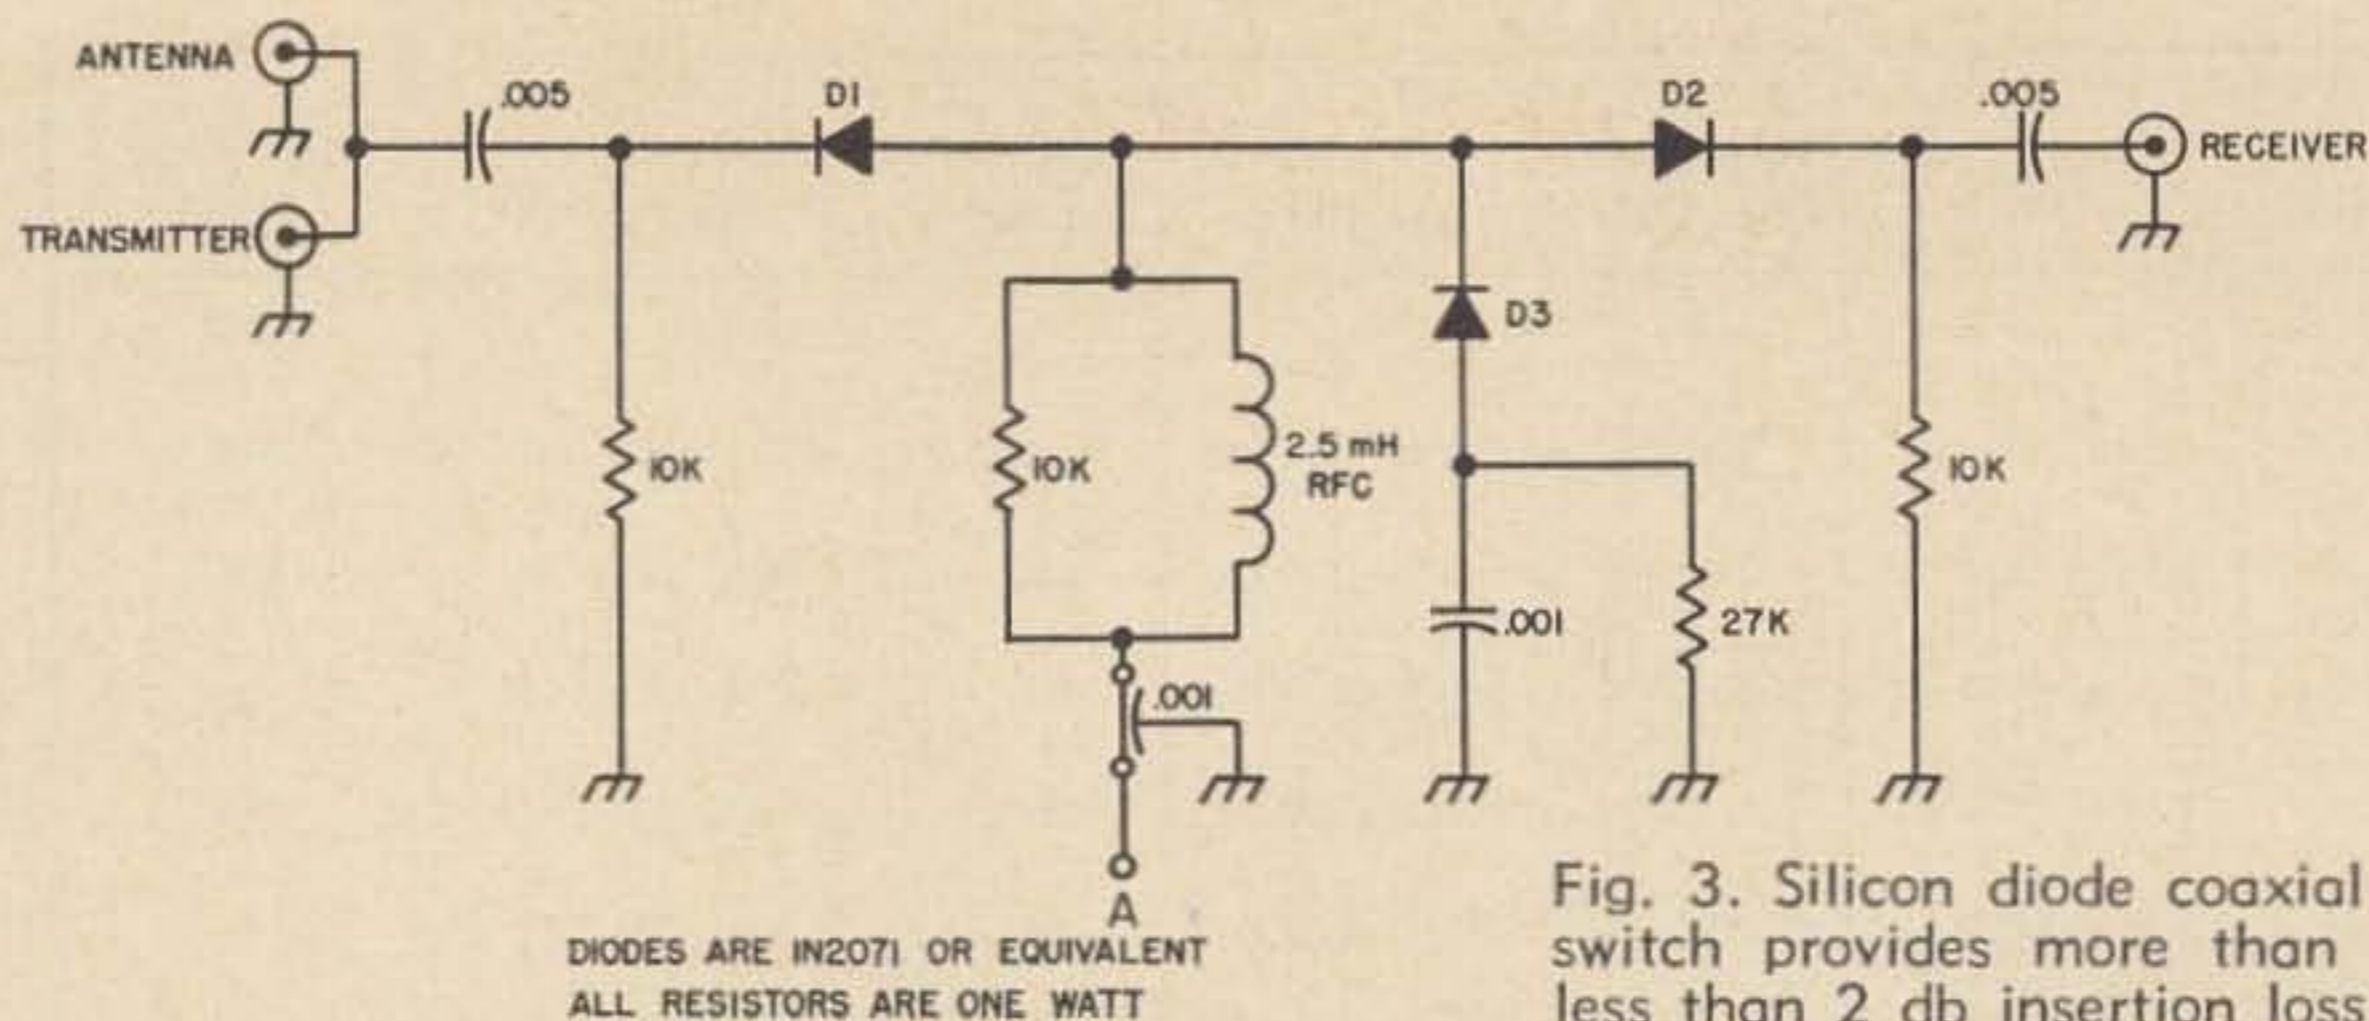 ANTENNA
.005
D1
D2
.005
RECEIVER
TRANSMITTER
D3
10K
10K
2.5 mH
RFC
10K
.001
27K
.001
A
DIODES ARE IN2071 OR EQUIVALENT
ALL RESISTORS ARE ONE WATT
Fig. 3. Silicon diode coaxial
switch provides more than
less than 2 db insertion loss